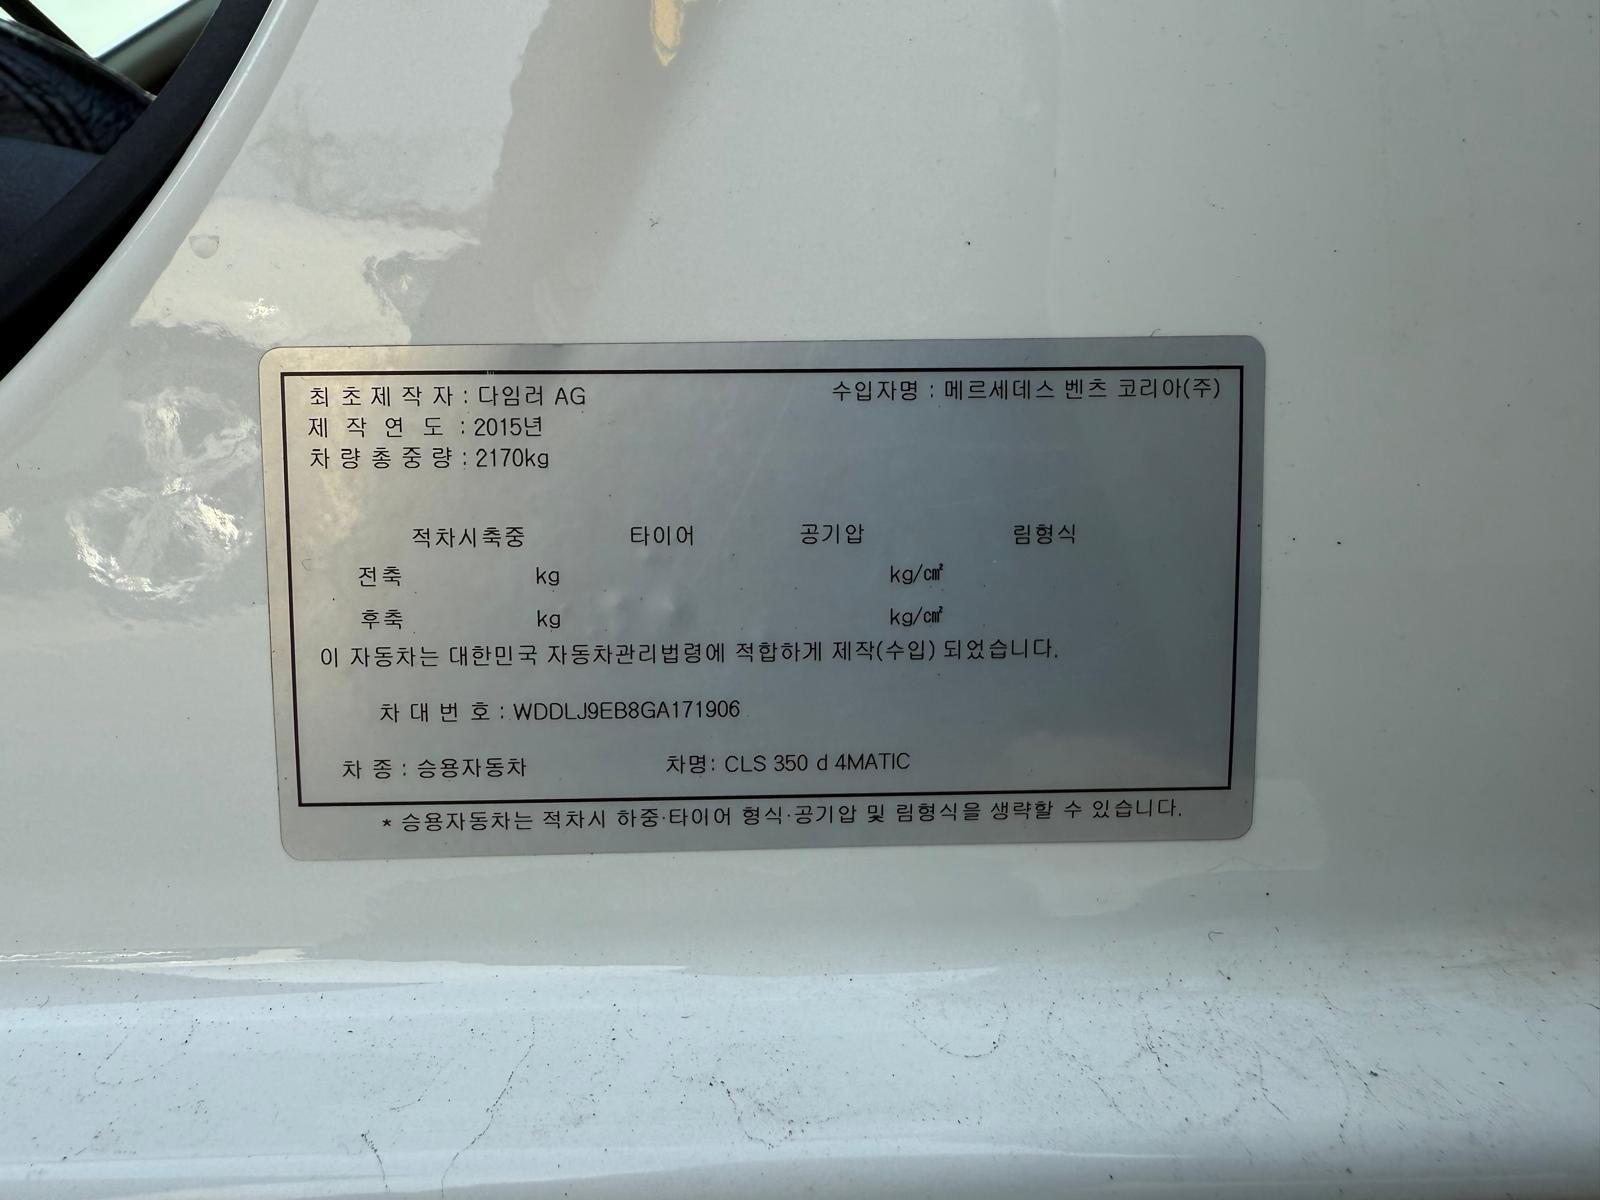 최초제작자 : 다임러 AG 수입자명 : 메르세데스 벤츠 코리아(주)
제작연도 : 2015년
차량총중량 : 2170kg
적차시축중 타이어 공기압 림형식
전축 kg kg/㎠
후축 kg kg/㎠
이 자동차는 대한민국 자동차관리법령에 적합하게 제작(수입) 되었습니다.
차대번호 : WDDLJ9EB8GA171906
차종 : 승용자동차 차명: CLS 350 d 4MATIC
* 승용자동차는 적차시 하중·타이어 형식·공기압 및 림형식을 생략할 수 있습니다.